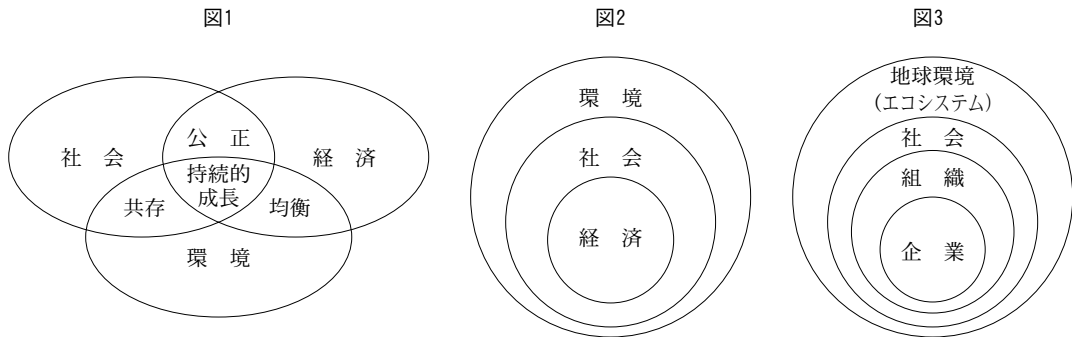 図1
社　会
公　正
経　済
持続的
成長
共存
均衡
環　境
図2
環　境
社　会
経　済
図3
地球環境
(エコシステム)
社　会
組　織
企　業